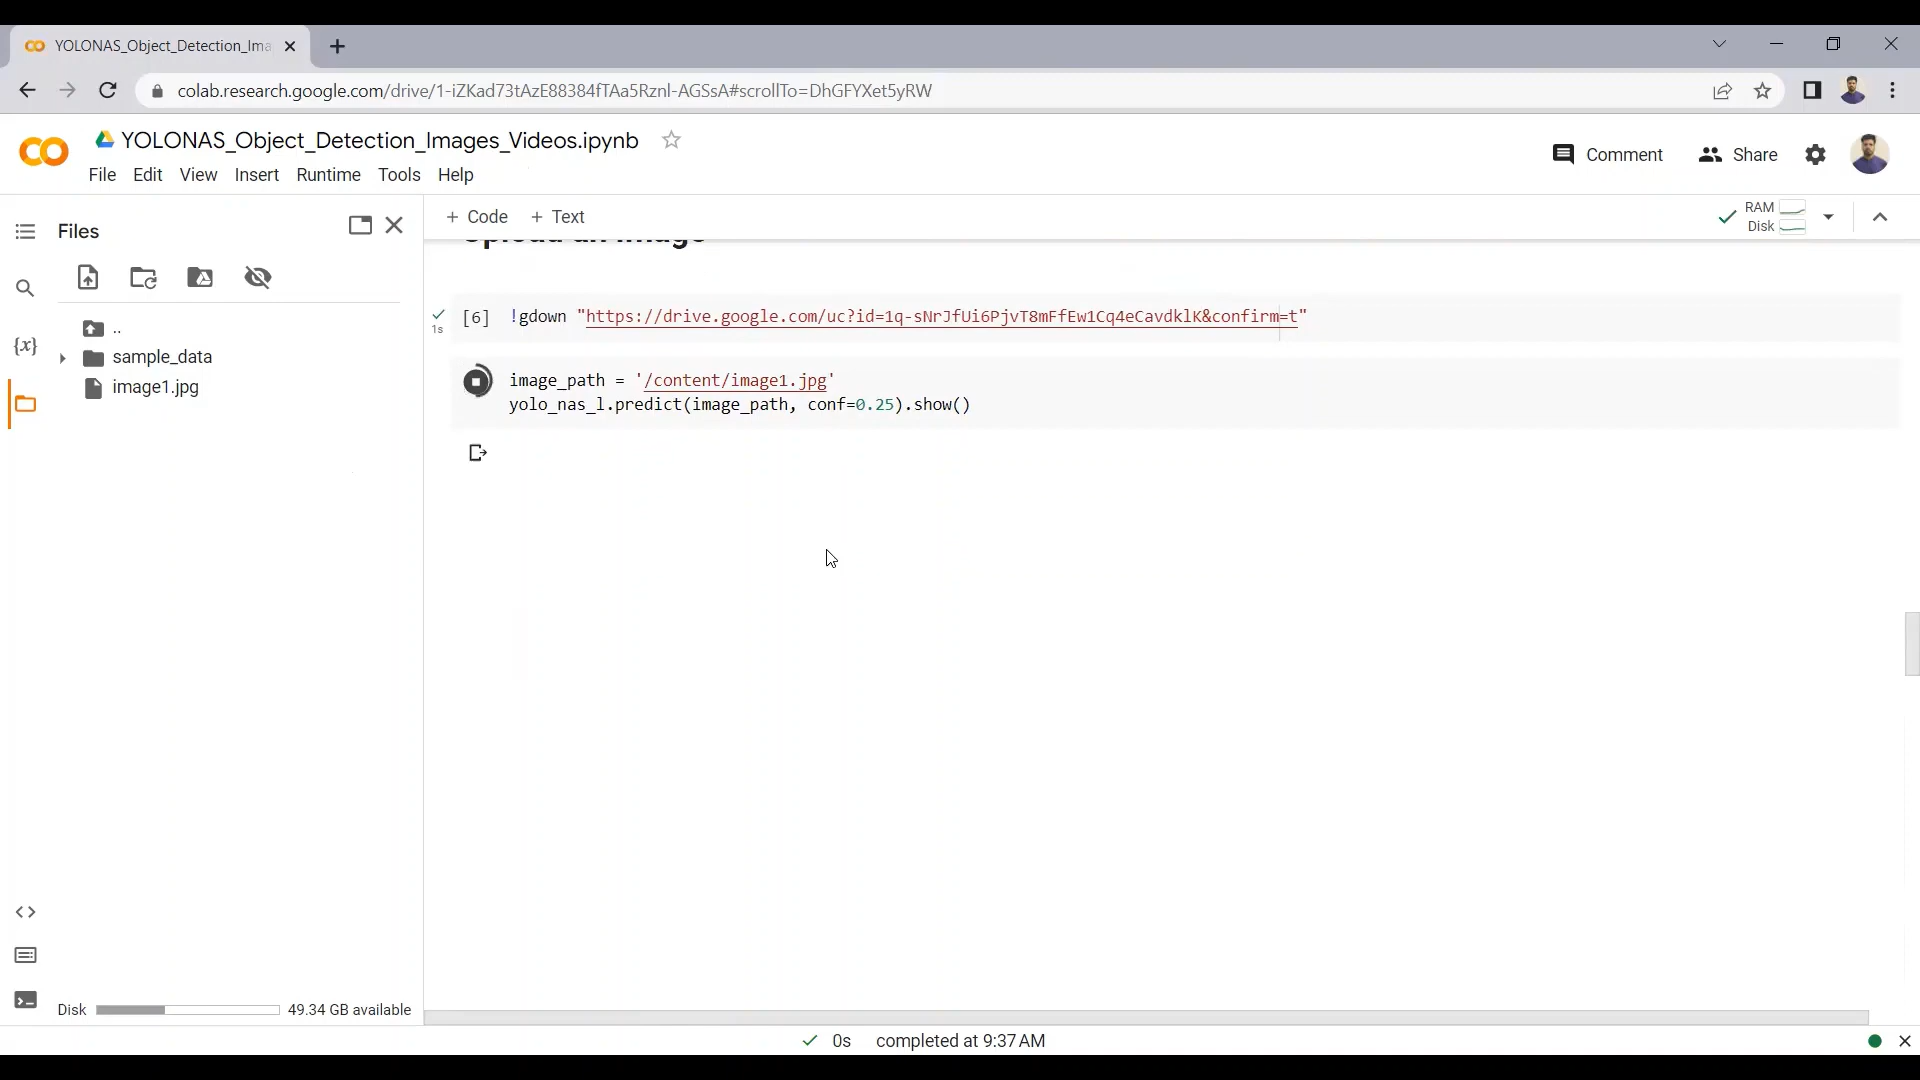 YOLONAS_Object_Detection_Ima
colab.research.google.com/drive/1-iZKad73tAzE88384fTAa5Rznl-AGSsA#scrollTo=DhGFYXet5yRW
YOLONAS_Object_Detection_Images_Videos.ipynb
Comment
Share
File Edit View Insert Runtime Tools Help
Files
+ Code + Text
RAM
Disk
Upload an Image
..
sample_data
image1.jpg
1s
[6] !gdown "https://drive.google.com/uc?id=1q-sNrJfUi6PjvT8mFfEw1Cq4eCavdklK&confirm=t"
{x}
image_path = '/content/image1.jpg'
yolo_nas_l.predict(image_path, conf=0.25).show()
Disk 49.34 GB available
0s completed at 9:37 AM